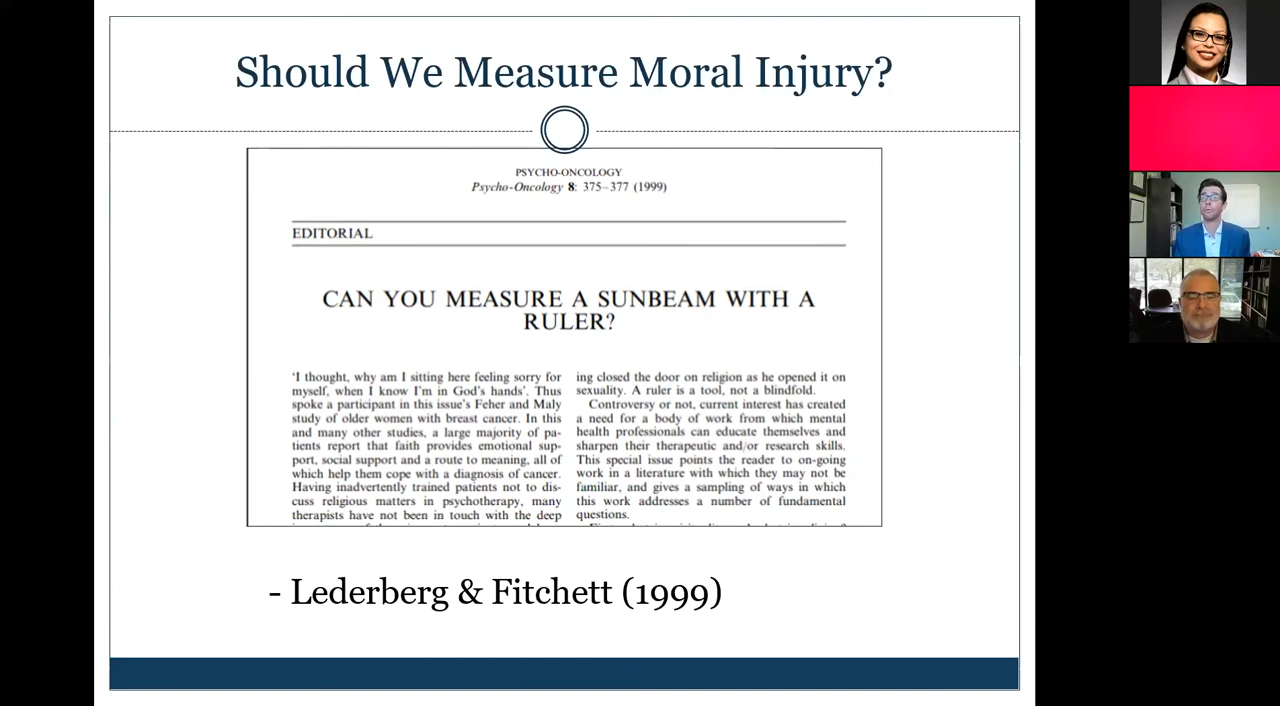 Should We Measure Moral Injury?
PSYCHO-ONCOLOGY
Psycho-Oncology 8: 375–377 (1999)
EDITORIAL
CAN YOU MEASURE A SUNBEAM WITH A
RULER?
‘I thought, why am I sitting here feeling sorry for
myself, when I know I'm in God's hands’. Thus
spoke a participant in this issue's Feher and Maly
study of older women with breast cancer. In this
and many other studies, a large majority of pa-
tients report that faith provides emotional sup-
port, social support and a route to meaning, all of
which help them cope with a diagnosis of cancer.
Having inadvertently trained patients not to dis-
cuss religious matters in psychotherapy, many
therapists have not been in touch with the deep
ing closed the door on religion as he opened it on
sexuality. A ruler is a tool, not a blindfold.
Controversy or not, current interest has created
a need for a body of work from which mental
health professionals can educate themselves and
sharpen their therapeutic and/or research skills.
This special issue points the reader to on-going
work in a literature with which they may not be
familiar, and gives a sampling of ways in which
this work addresses a number of fundamental
questions.
- Lederberg & Fitchett (1999)